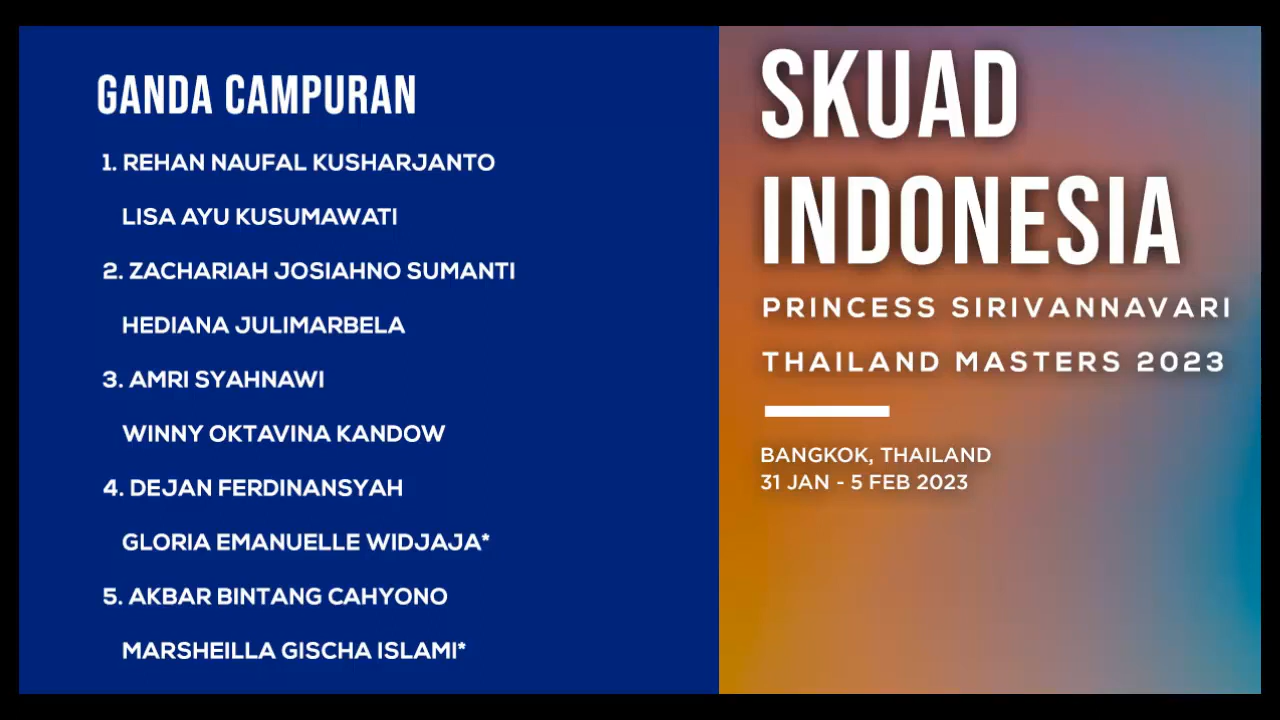 GANDA CAMPURAN
1. REHAN NAUFAL KUSHARJANTO
LISA AYU KUSUMAWATI
2. ZACHARIAH JOSIAHNO SUMANTI
HEDIANA JULIMARBELA
3. AMRI SYAHNAWI
WINNY OKTAVINA KANDOW
4. DEJAN FERDINANSYAH
GLORIA EMANUELLE WIDJAJA*
5. AKBAR BINTANG CAHYONO
MARSHEILLA GISCHA ISLAMI*
SKUAD
INDONESIA
PRINCESS SIRIVANNAVARI
THAILAND MASTERS 2023
BANGKOK, THAILAND
31 JAN - 5 FEB 2023